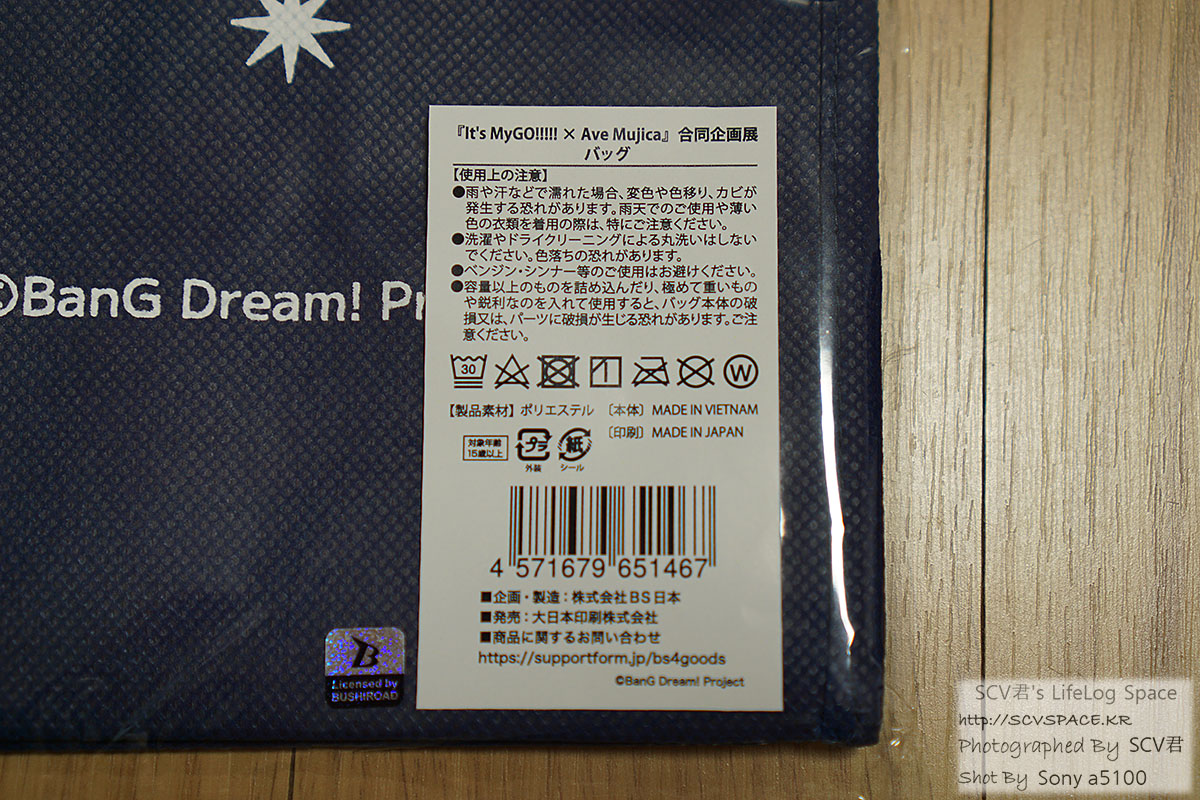 ©BanG Dream! Pr
『It's MyGO!!!!! × Ave Mujica』 合同企画展
バッグ
【使用上の注意】
●雨や汗などで濡れた場合、変色や色移り、カビが
発生する恐れがあります。雨天でのご使用や薄い
色の衣類を着用の際は、特にご注意ください。
●洗濯やドライクリーニングによる丸洗いはしない
でください。色落ちの恐れがあります。
●ベンジン・シンナー等のご使用はお避けください。
●容量以上のものを詰め込んだり、極めて重いもの
や鋭利なのを入れて使用すると、バッグ本体の破
損又は、パーツに破損が生じる恐れがあります。ご注
意ください。
30
W
【製品素材】 ポリエステル 〔本体〕 MADE IN VIETNAM
〔印刷〕 MADE IN JAPAN
対象年齢
15歳以上
プラ
外装
紙
シール
4 571679 651467
■企画・製造：株式会社BS日本
■発売：大日本印刷株式会社
■商品に関するお問い合わせ
https://supportform.jp/bs4goods
©BanG Dream! Project
B
Licensed by
BUSHIROAD
SCV君's LifeLog Space
http://SCVSPACE.KR
Photographed By SCV君
Shot By Sony a5100